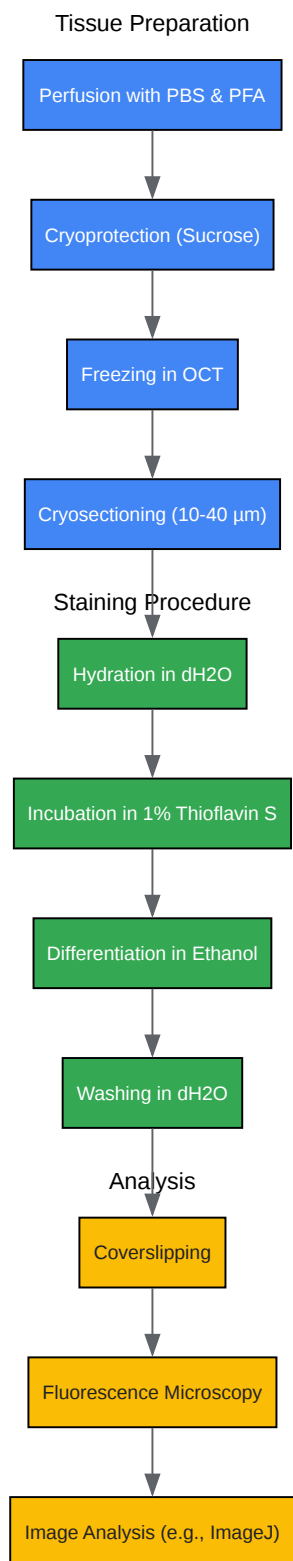 Tissue Preparation
Perfusion with PBS & PFA
Cryoprotection (Sucrose)
Freezing in OCT
Cryosectioning (10-40 µm)
Staining Procedure
Hydration in dH2O
Incubation in 1% Thioflavin S
Differentiation in Ethanol
Washing in dH2O
Analysis
Coverslipping
Fluorescence Microscopy
Image Analysis (e.g., ImageJ)